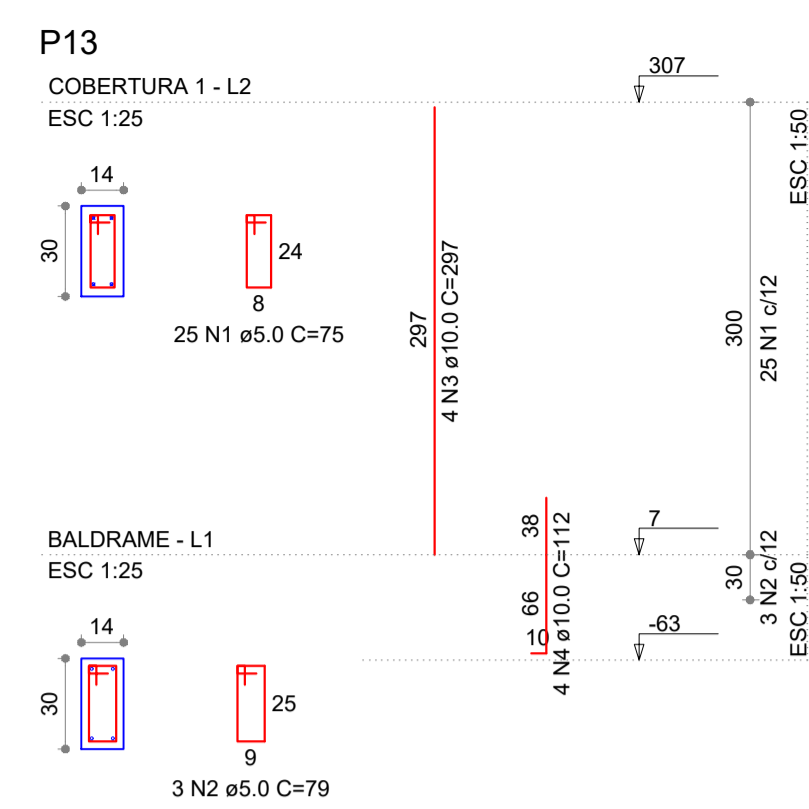 P13
COBERTURA 1 - L2
ESC 1:25
307
ESC 1:50
14
30
24
8
25 N1 ø5.0 C=75
297
4 N3 ø10.0 C=297
300
25 N1 c/12
BALDRAME - L1
ESC 1:25
38
66
10
4 N4 ø10.0 C=112
7
30
3 N2 c/12
ESC 1:50
-63
14
30
25
9
3 N2 ø5.0 C=79